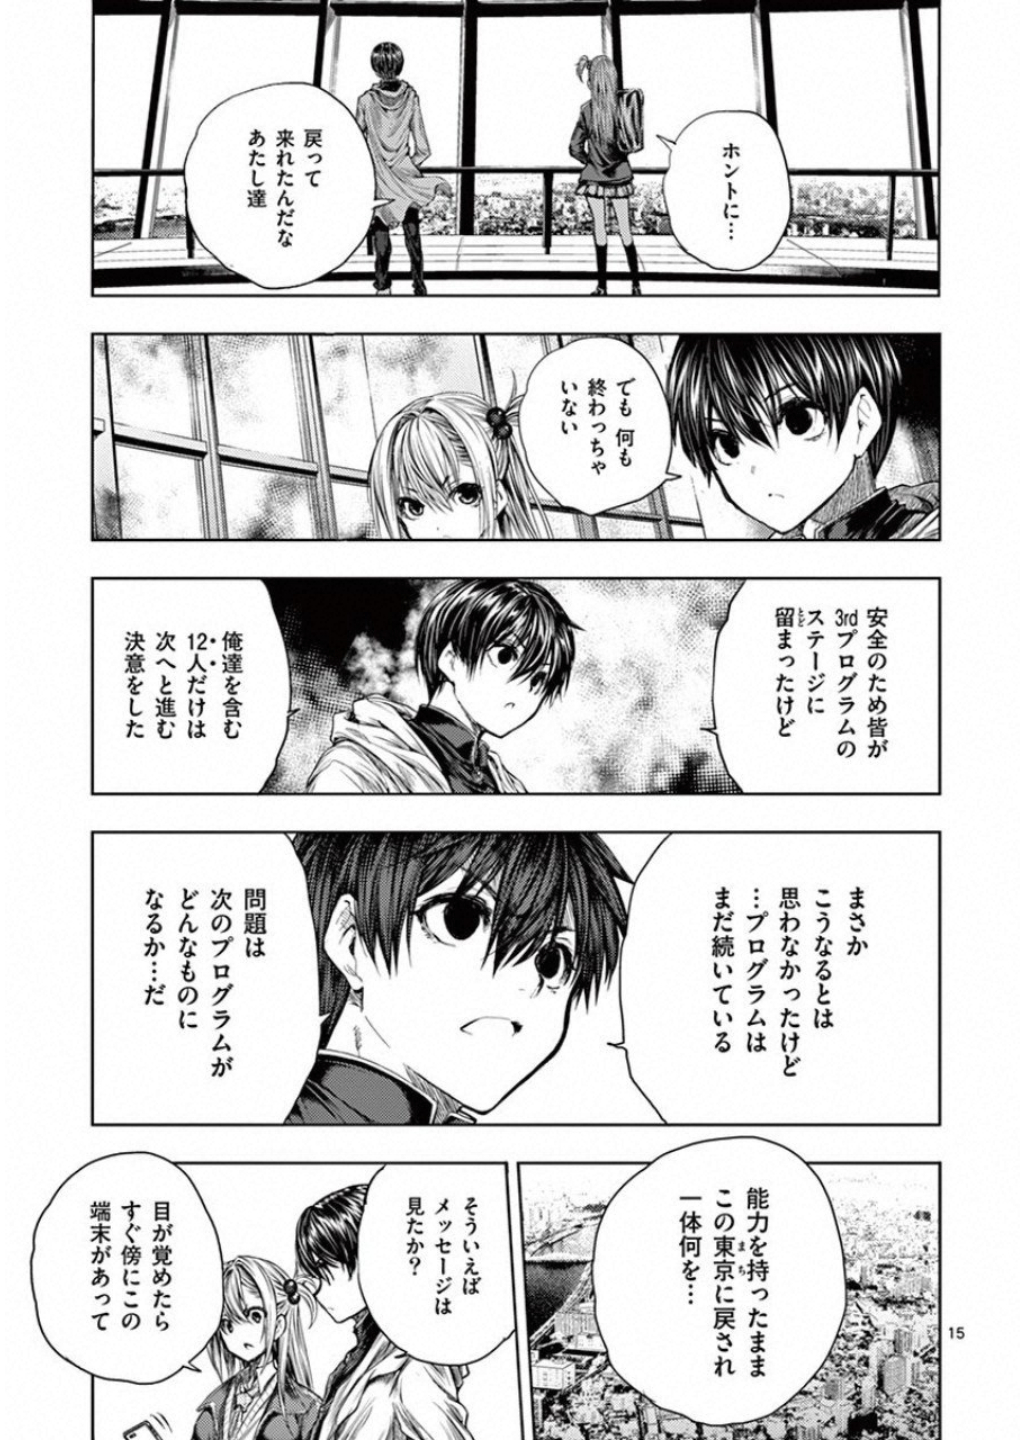 ホントに…
戻って
来れたんだな
あたし達
でも 何も
終わっちゃ
いない
安全のため皆が
3rdプログラムの
ステージに
留まったけど
とど
俺達を含む
12人だけは
次へと進む
決意をした
まさか
こうなるとは
思わなかったけど
…プログラムは
まだ続いている
問題は
次のプログラムが
どんなものに
なるか…だ
能力を持ったまま
この東京に戻され
まち
一体何を…
そういえば
メッセージは
見たか?
目が覚めたら
すぐ傍にこの
端末があって
15